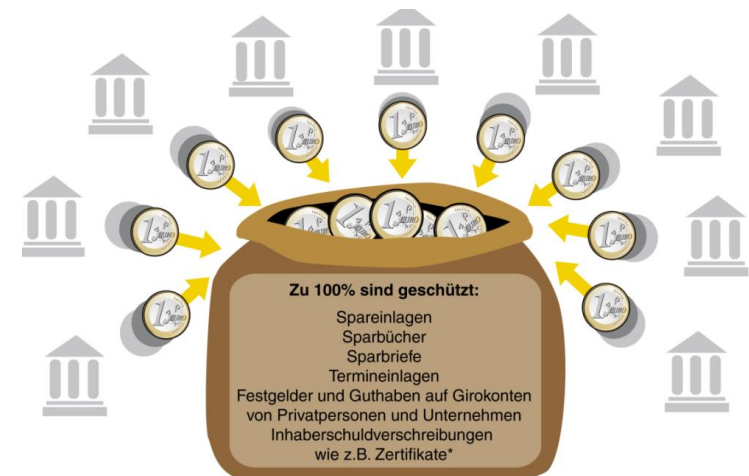 Zu 100% sind geschützt:
Spareinlagen
Sparbücher
Sparbriefe
Termineinlagen
Festgelder und Guthaben auf Girokonten
von Privatpersonen und Unternehmen
Inhaberschuldverschreibungen
wie z.B. Zertifikate*